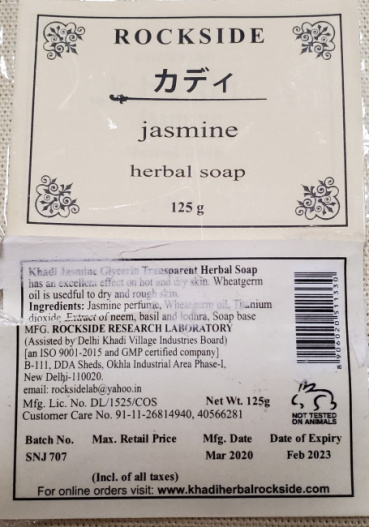 ROCKSIDE
カディ
jasmine
herbal soap
125 g
Khadi Jasmine Glycerin Transparent Herbal Soap
has an excellent effect on hot and dry skin. Wheatgerm
oil is usedful to dry and rough skin.
Ingredients: Jasmine perfume, Wheatgerm oil, Titanium
dioxide, Extract of neem, basil and lodhra, Soap base
MFG. ROCKSIDE RESEARCH LABORATORY
(Assisted by Delhi Khadi Village Industries Board)
[an ISO 9001-2015 and GMP certified company]
B-111, DDA Sheds, Okhla Industrial Area Phase-I,
New Delhi-110020.
email: rocksidelab@yahoo.in
Mfg. Lic. No. DL/1525/COS Net Wt. 125g
Customer Care No. 91-11-26814940, 40566281
8906020511330
NOT TESTED
ON ANIMALS
Batch No. Max. Retail Price Mfg. Date Date of Expiry
SNJ 707 Mar 2020 Feb 2023
(Incl. of all taxes)
For online orders visit: www.khadiherbalrockside.com